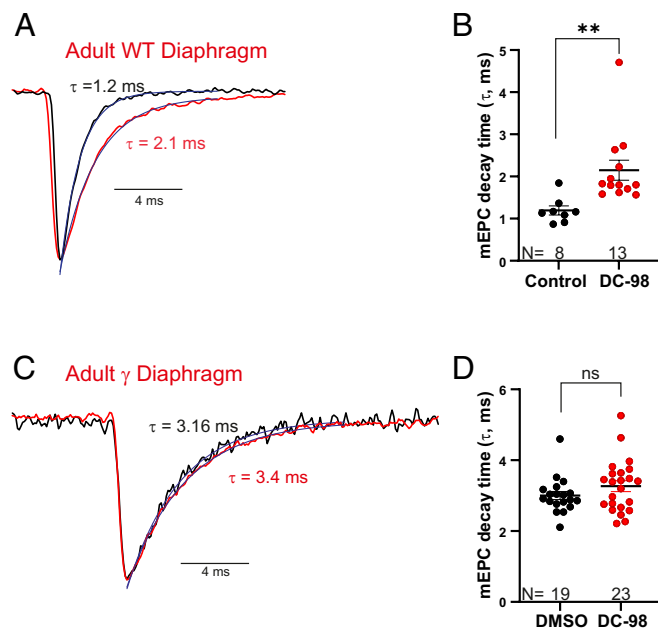 A
Adult WT Diaphragm
τ =1.2 ms
τ = 2.1 ms
4 ms
B
**
mEPC decay time (τ, ms)
5
4
3
2
1
0
N= 8 13
Control DC-98
C
Adult γ Diaphragm
τ = 3.16 ms
τ = 3.4 ms
4 ms
D
ns
mEPC decay time (τ, ms)
6
4
2
0
N= 19 23
DMSO DC-98